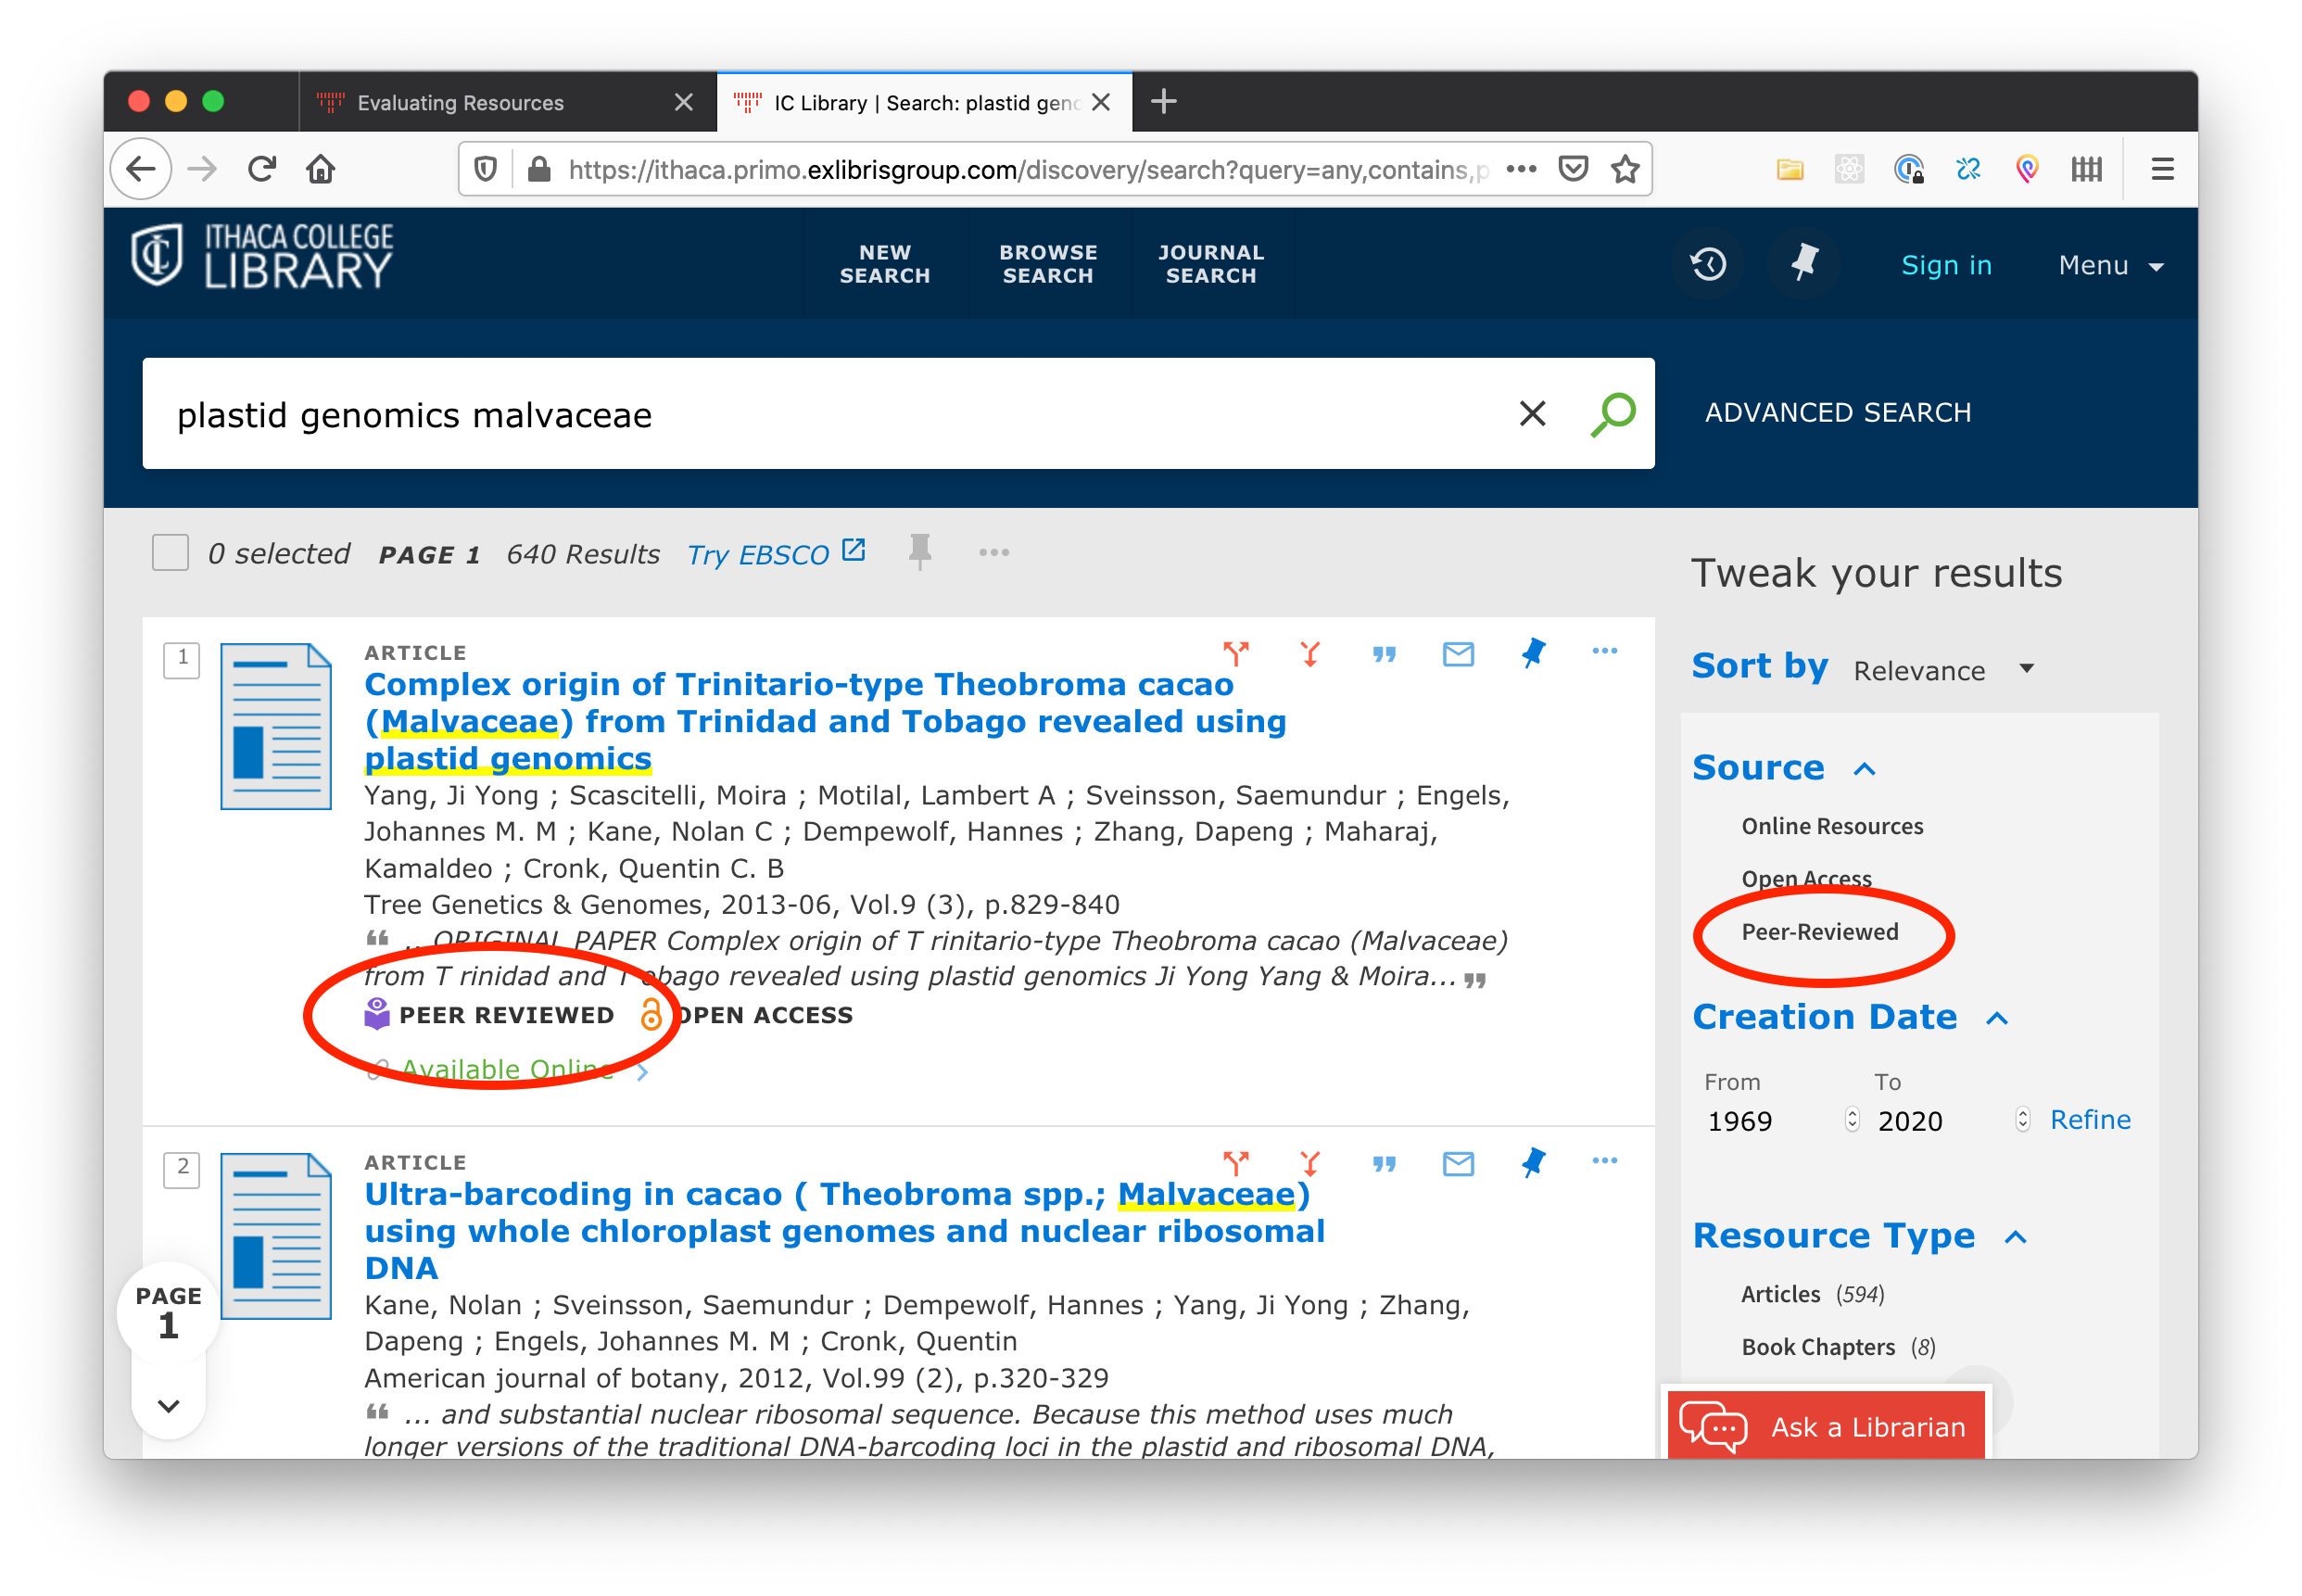 Evaluating Resources
IC Library | Search: plastid geno
https://ithaca.primo.exlibrisgroup.com/discovery/search?query=any,contains,p
ITHACA COLLEGE
LIBRARY
NEW
SEARCH
BROWSE
SEARCH
JOURNAL
SEARCH
Sign in
Menu
plastid genomics malvaceae
ADVANCED SEARCH
0 selected PAGE 1 640 Results Try EBSCO
1
ARTICLE
Complex origin of Trinitario-type Theobroma cacao
(Malvaceae) from Trinidad and Tobago revealed using
plastid genomics
Yang, Ji Yong ; Scascitelli, Moira ; Motilal, Lambert A ; Sveinsson, Saemundur ; Engels,
Johannes M. M ; Kane, Nolan C ; Dempewolf, Hannes ; Zhang, Dapeng ; Maharaj,
Kamaldeo ; Cronk, Quentin C. B
Tree Genetics & Genomes, 2013-06, Vol.9 (3), p.829-840
“ ... ORIGINAL PAPER Complex origin of T rinitario-type Theobroma cacao (Malvaceae)
from T rinidad and T obago revealed using plastid genomics Ji Yong Yang & Moira... ”
PEER REVIEWED OPEN ACCESS
Available Online
2
ARTICLE
Ultra-barcoding in cacao ( Theobroma spp.; Malvaceae)
using whole chloroplast genomes and nuclear ribosomal
DNA
Kane, Nolan ; Sveinsson, Saemundur ; Dempewolf, Hannes ; Yang, Ji Yong ; Zhang,
Dapeng ; Engels, Johannes M. M ; Cronk, Quentin
American journal of botany, 2012, Vol.99 (2), p.320-329
“ ... and substantial nuclear ribosomal sequence. Because this method uses much
longer versions of the traditional DNA-barcoding loci in the plastid and ribosomal DNA,
PAGE
1
Tweak your results
Sort by Relevance
Source
Online Resources
Open Access
Peer-Reviewed
Creation Date
From To
1969 2020 Refine
Resource Type
Articles (594)
Book Chapters (8)
Ask a Librarian